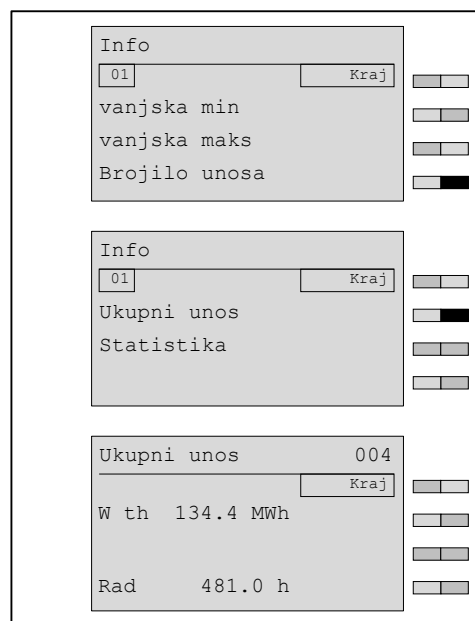 Info
01 Kraj
vanjska min
vanjska maks
Brojilo unosa
Info
01 Kraj
Ukupni unos
Statistika
Ukupni unos 004
Kraj
W th 134.4 MWh
Rad 481.0 h